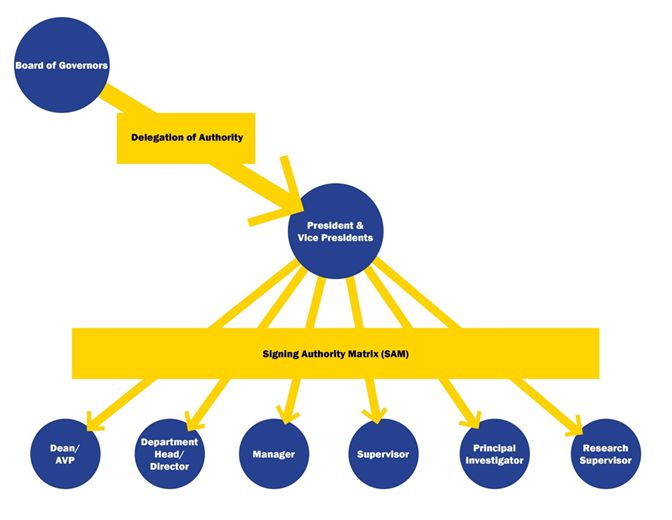 Board of Governors
Delegation of Authority
President &
Vice Presidents
Signing Authority Matrix (SAM)
Dean/
AVP
Department
Head/
Director
Manager
Supervisor
Principal
Investigator
Research
Supervisor